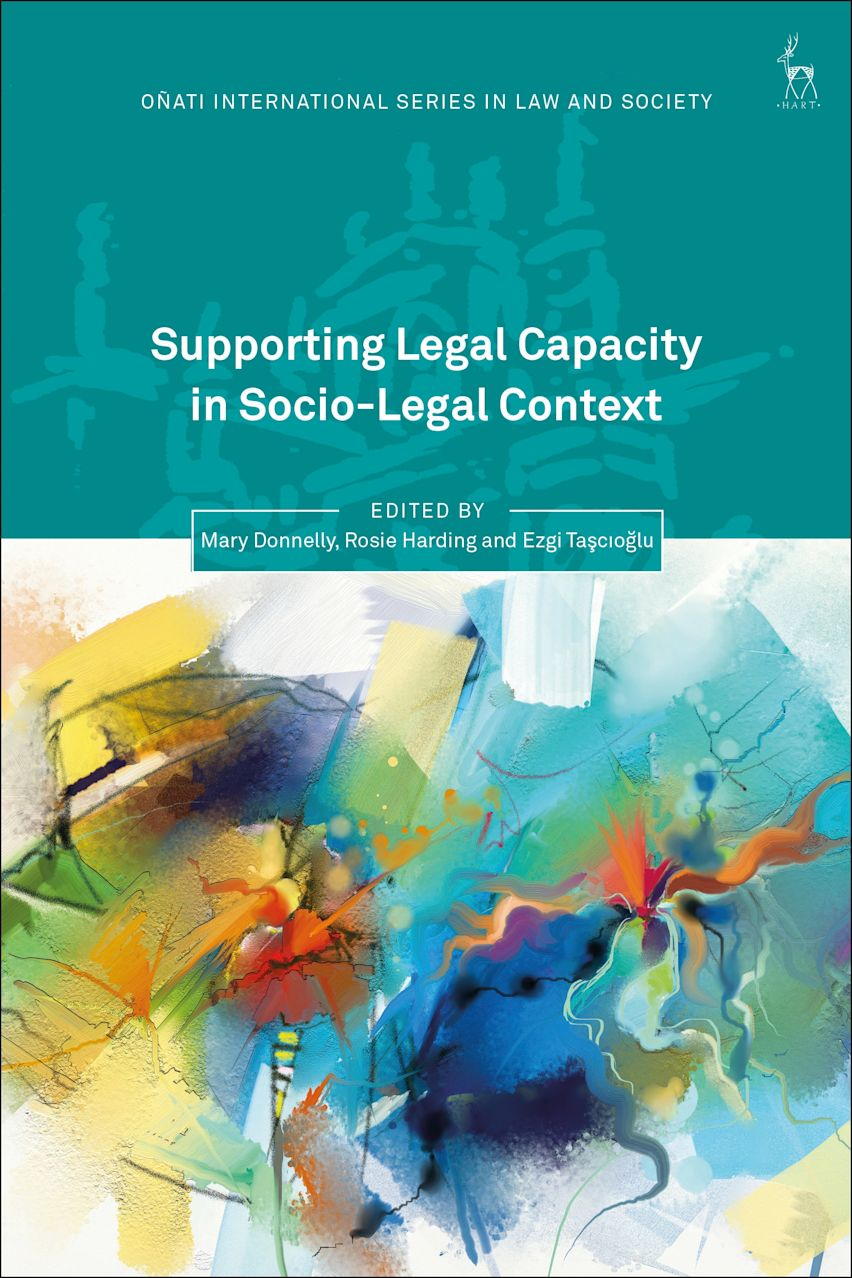 OÑATI INTERNATIONAL SERIES IN LAW AND SOCIETY
·HART·
Supporting Legal Capacity
in Socio-Legal Context
EDITED BY
Mary Donnelly, Rosie Harding and Ezgi Taşcıoğlu